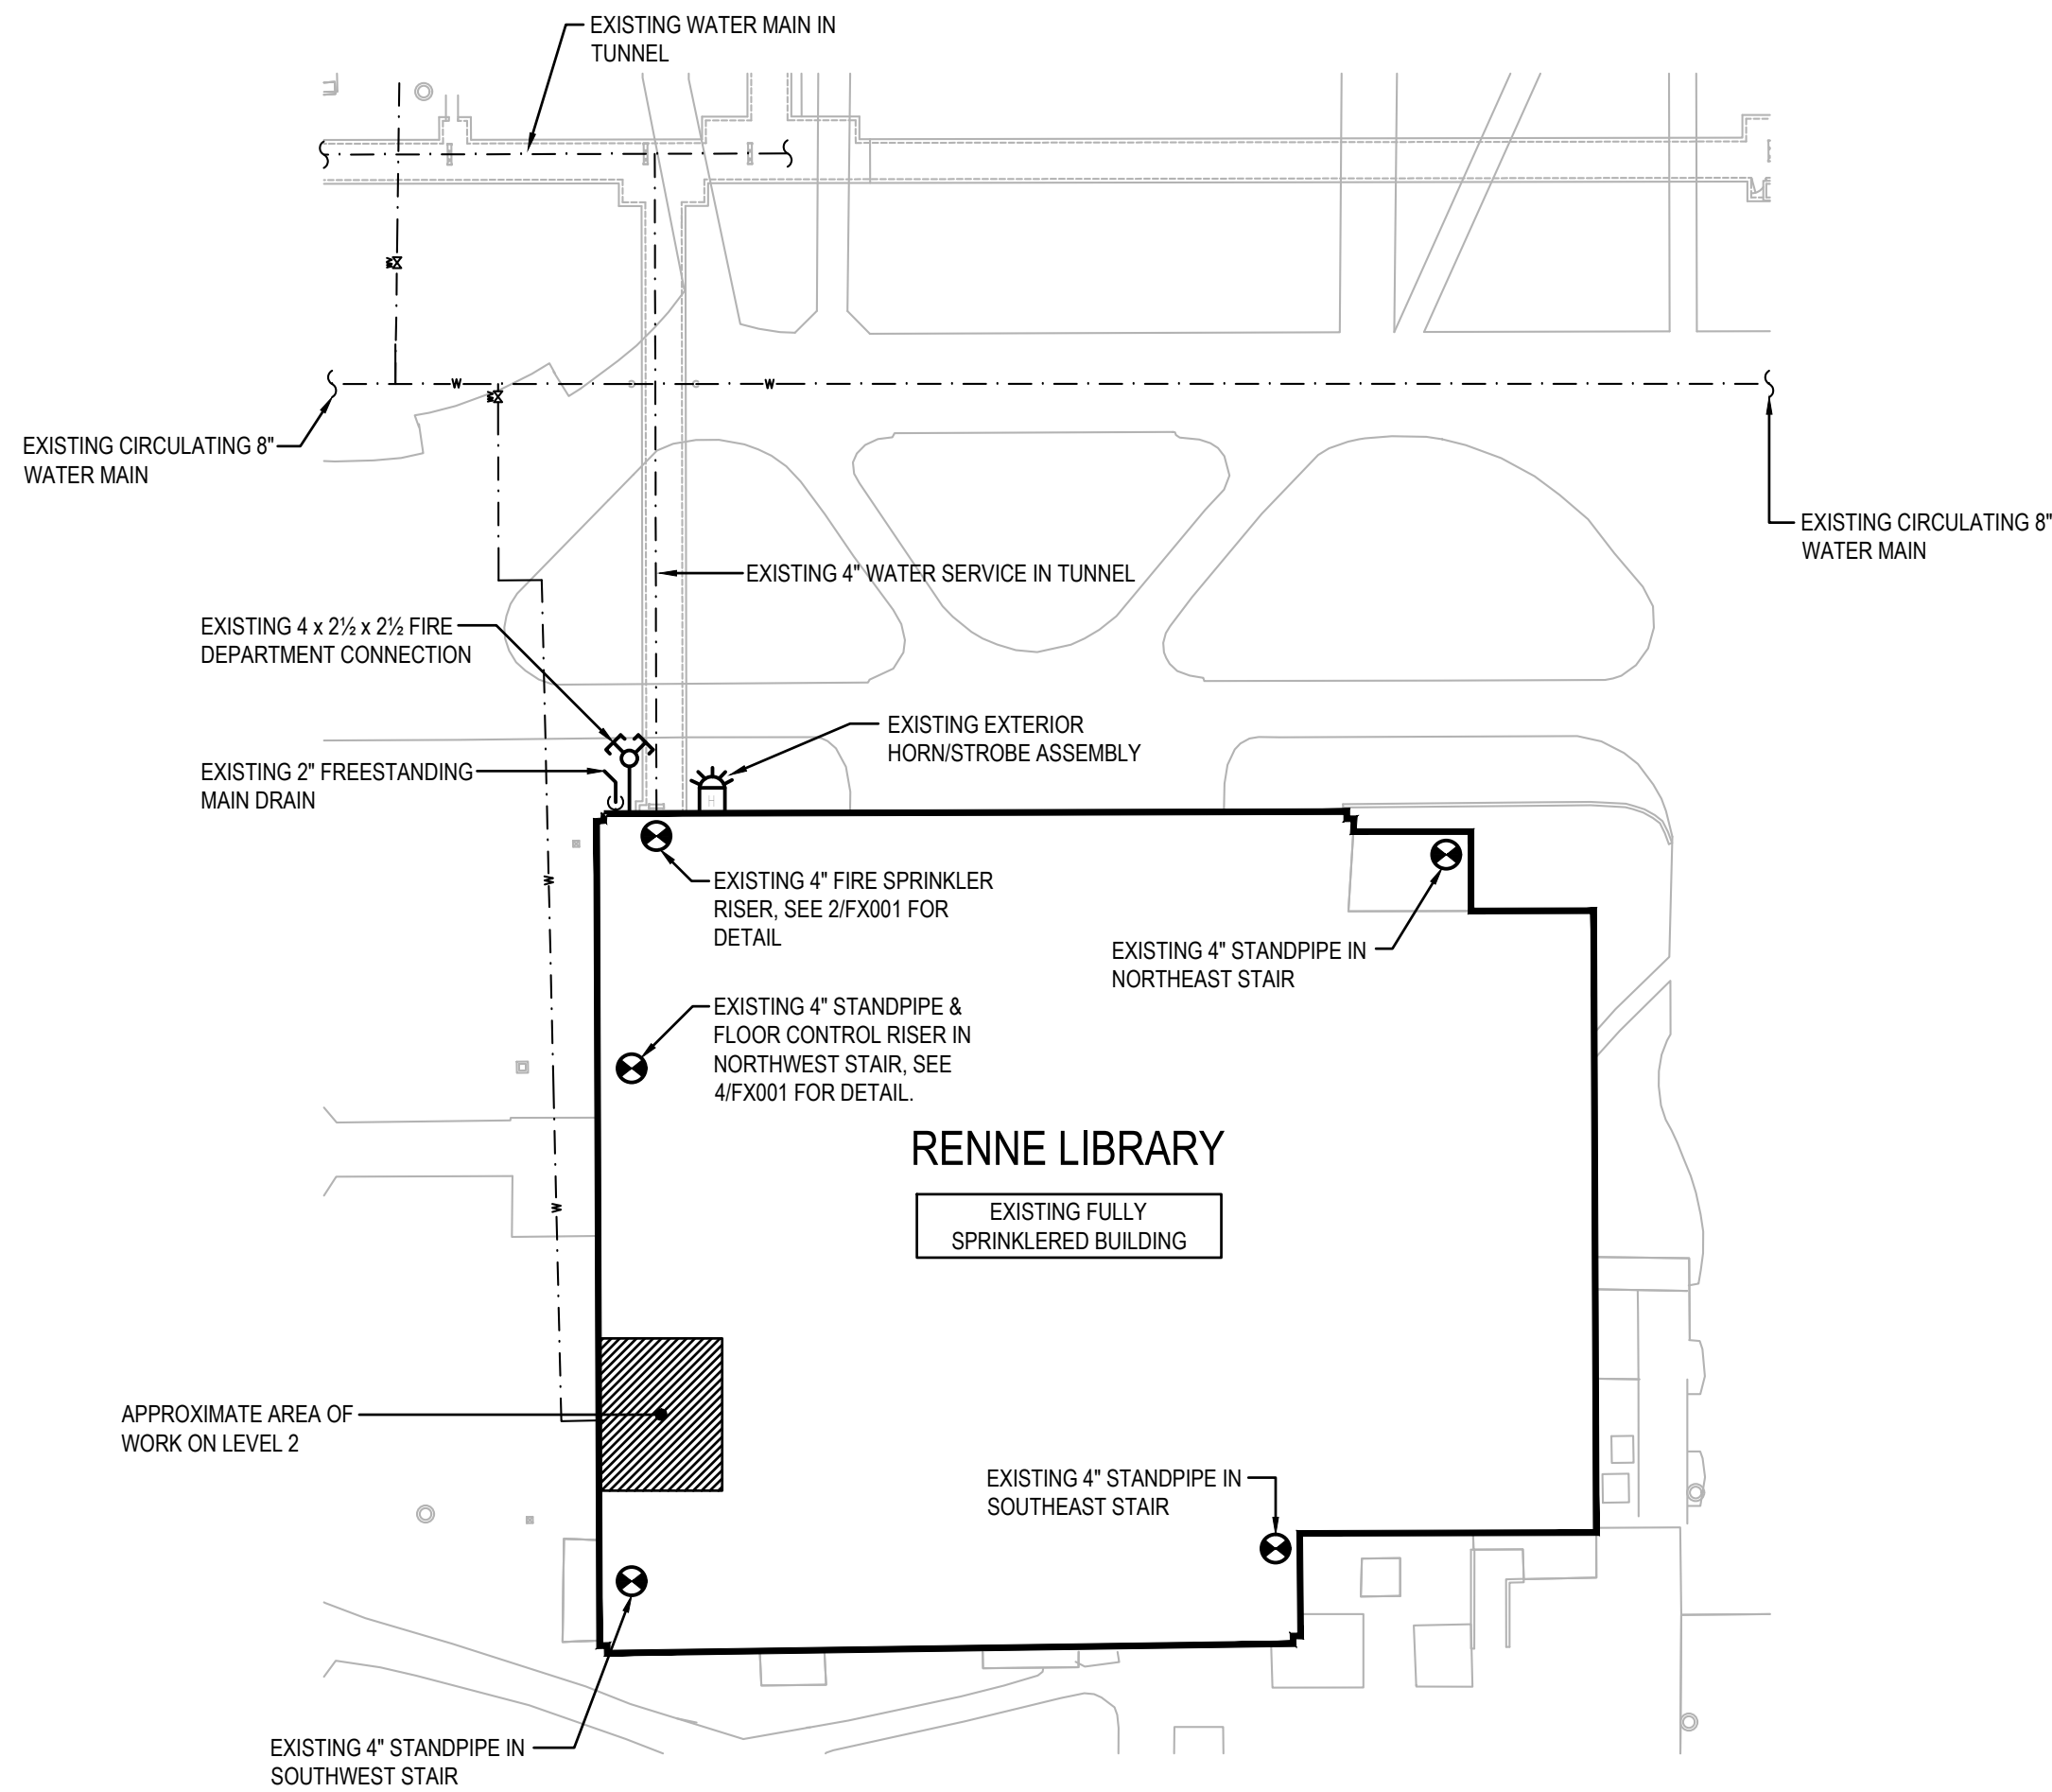 EXISTING WATER MAIN IN
TUNNEL
W
W
W
W
EXISTING CIRCULATING 8"
WATER MAIN
EXISTING CIRCULATING 8"
WATER MAIN
EXISTING 4" WATER SERVICE IN TUNNEL
EXISTING 4 x 2½ x 2½ FIRE
DEPARTMENT CONNECTION
EXISTING EXTERIOR
HORN/STROBE ASSEMBLY
EXISTING 2" FREESTANDING
MAIN DRAIN
H
EXISTING 4" FIRE SPRINKLER
RISER, SEE 2/FX001 FOR
DETAIL
W
EXISTING 4" STANDPIPE IN
NORTHEAST STAIR
EXISTING 4" STANDPIPE &
FLOOR CONTROL RISER IN
NORTHWEST STAIR, SEE
4/FX001 FOR DETAIL.
RENNE LIBRARY
EXISTING FULLY
SPRINKLERED BUILDING
W
APPROXIMATE AREA OF
WORK ON LEVEL 2
EXISTING 4" STANDPIPE IN
SOUTHEAST STAIR
EXISTING 4" STANDPIPE IN
SOUTHWEST STAIR